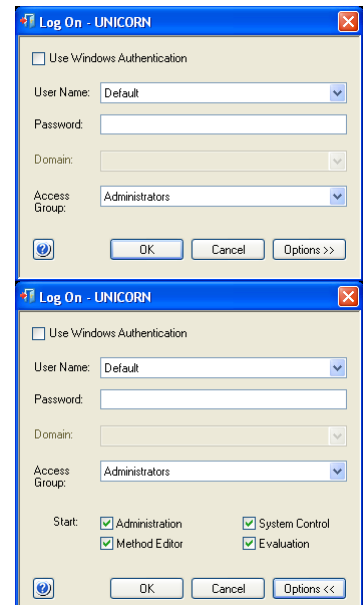 Log On - UNICORN
Use Windows Authentication
User Name: Default
Password:
Domain:
Access Group: Administrators
OK Cancel Options >>
Log On - UNICORN
Use Windows Authentication
User Name: Default
Password:
Domain:
Access Group: Administrators
Start: Administration System Control
Method Editor Evaluation
OK Cancel Options <<